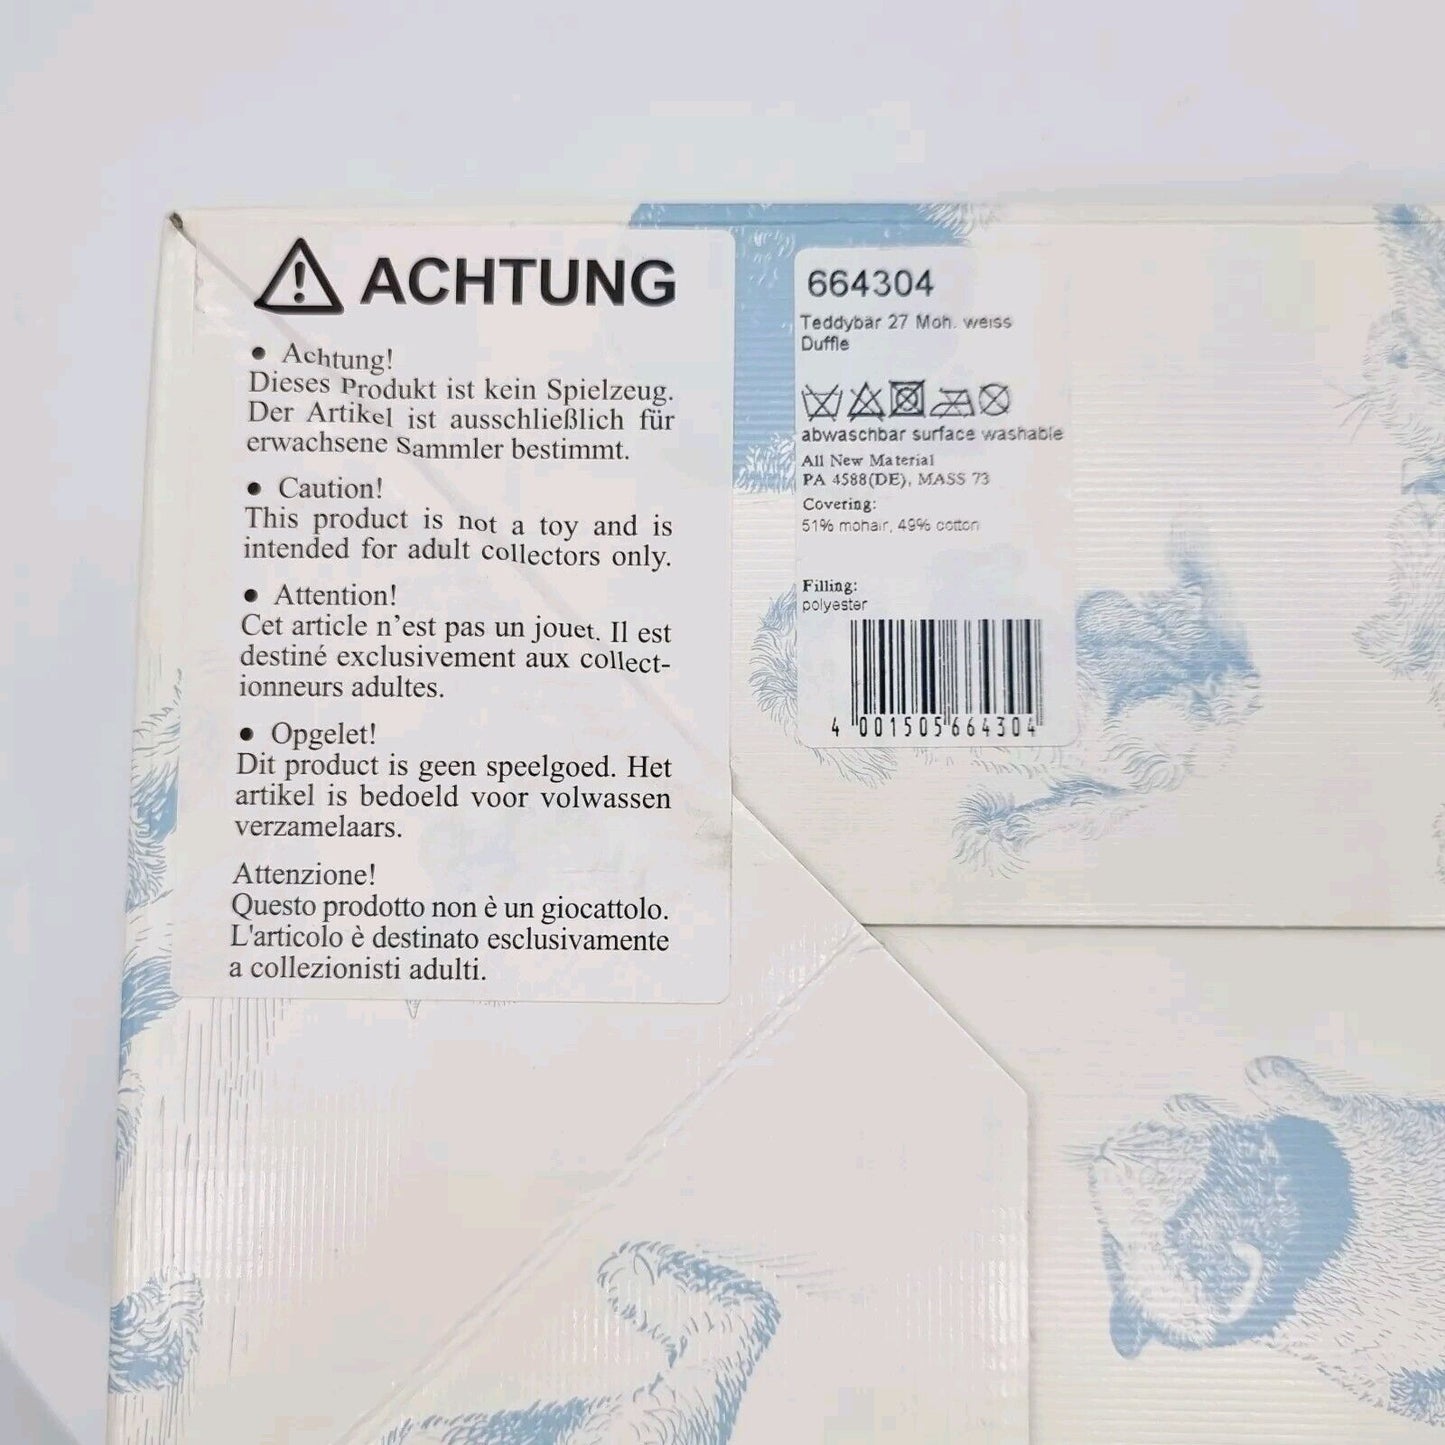 ACHTUNG
• Achtung!
Dieses Produkt ist kein Spielzeug.
Der Artikel ist ausschließlich für
erwachsene Sammler bestimmt.
• Caution!
This product is not a toy and is
intended for adult collectors only.
• Attention!
Cet article n’est pas un jouet. Il est
destiné exclusivement aux collect-
ionneurs adultes.
• Opgelet!
Dit product is geen speelgoed. Het
artikel is bedoeld voor volwassen
verzamelaars.
Attenzione!
Questo prodotto non è un giocattolo.
L'articolo è destinato esclusivamente
a collezionisti adulti.
664304
Teddybär 27 Moh. weiss
Duffle
abwaschbar surface washable
All New Material
PA 4588(DE), MASS 73
Covering:
51% mohair, 49% cotton
Filling:
polyester
4 001505 664304